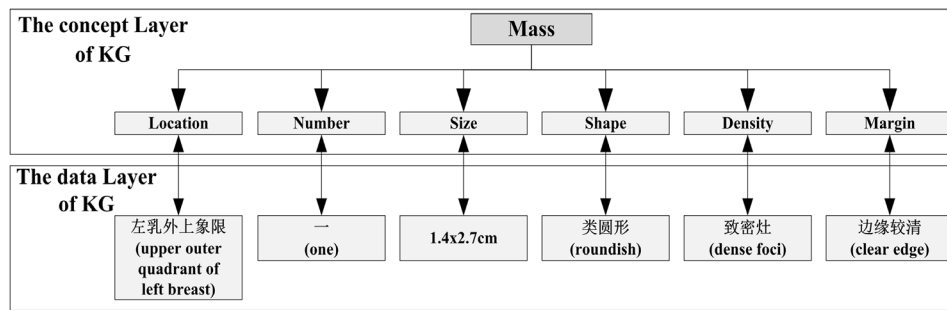 The concept Layer
of KG
Mass
Location
Number
Size
Shape
Density
Margin
The data Layer
of KG
左乳外上象限
(upper outer
quadrant of
left breast)
一
(one)
1.4x2.7cm
类圆形
(roundish)
致密灶
(dense foci)
边缘较清
(clear edge)